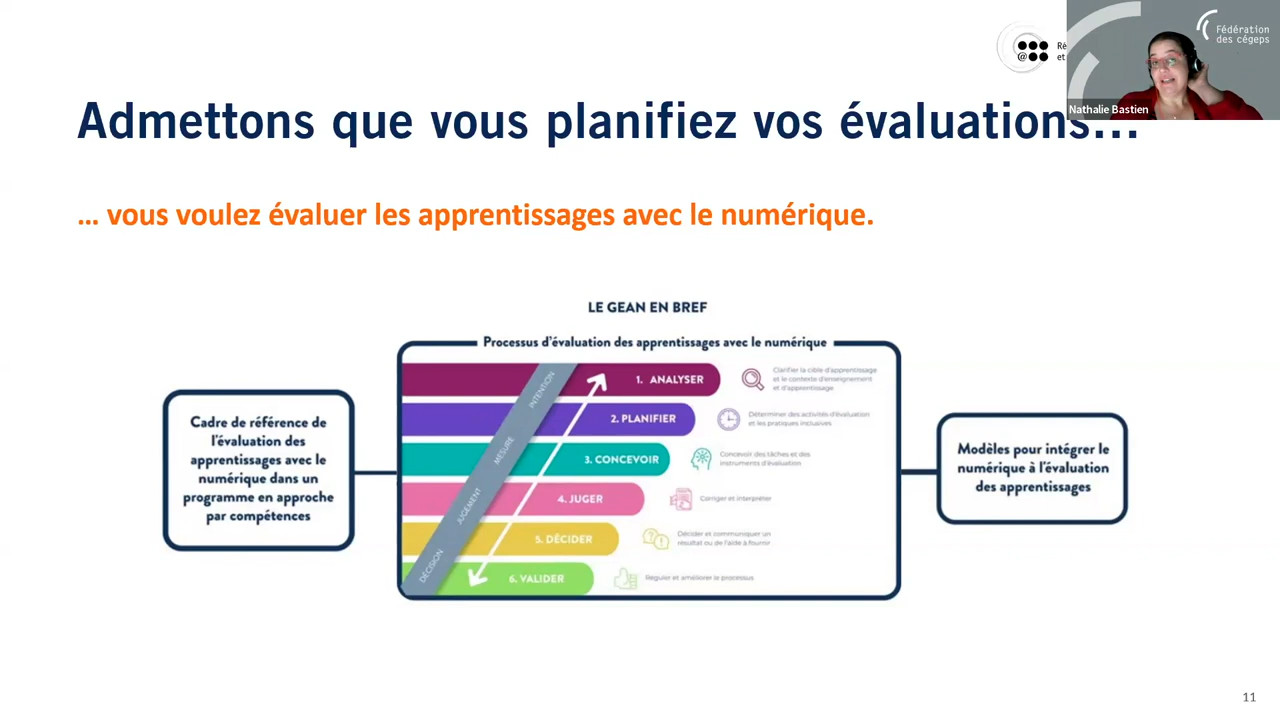 Fédération
des cégeps
Ré
et
Nathalie Bastien
Admettons que vous planifiez vos évaluations...
... vous voulez évaluer les apprentissages avec le numérique.
LE GEAN EN BREF
Processus d'évaluation des apprentissages avec le numérique
Cadre de référence de
l'évaluation des
apprentissages avec le
numérique dans un
programme en approche
par compétences
INTENTION
MESURE
JUGEMENT
DÉCISION
1. ANALYSER
Clarifier la cible d'apprentissage
et le contexte d'enseignement
et d'apprentissage
2. PLANIFIER
Déterminer des activités d'évaluation
et les pratiques inclusives
3. CONCEVOIR
Concevoir des tâches et des
instruments d'évaluation
4. JUGER
Corriger et interpréter
5. DÉCIDER
Décider et communiquer un
résultat ou de l'aide à fournir
6. VALIDER
Réguler et améliorer le processus
Modèles pour intégrer le
numérique à l'évaluation
des apprentissages
11